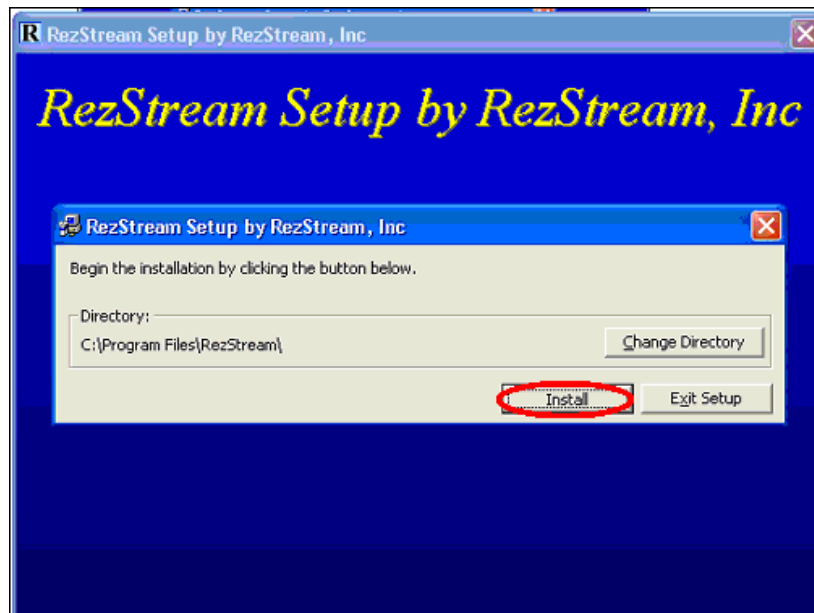 R RezStream Setup by RezStream, Inc
RezStream Setup by RezStream, Inc
RezStream Setup by RezStream, Inc
Begin the installation by clicking the button below.
Directory:
C:\Program Files\RezStream\
Change Directory
Install
Exit Setup